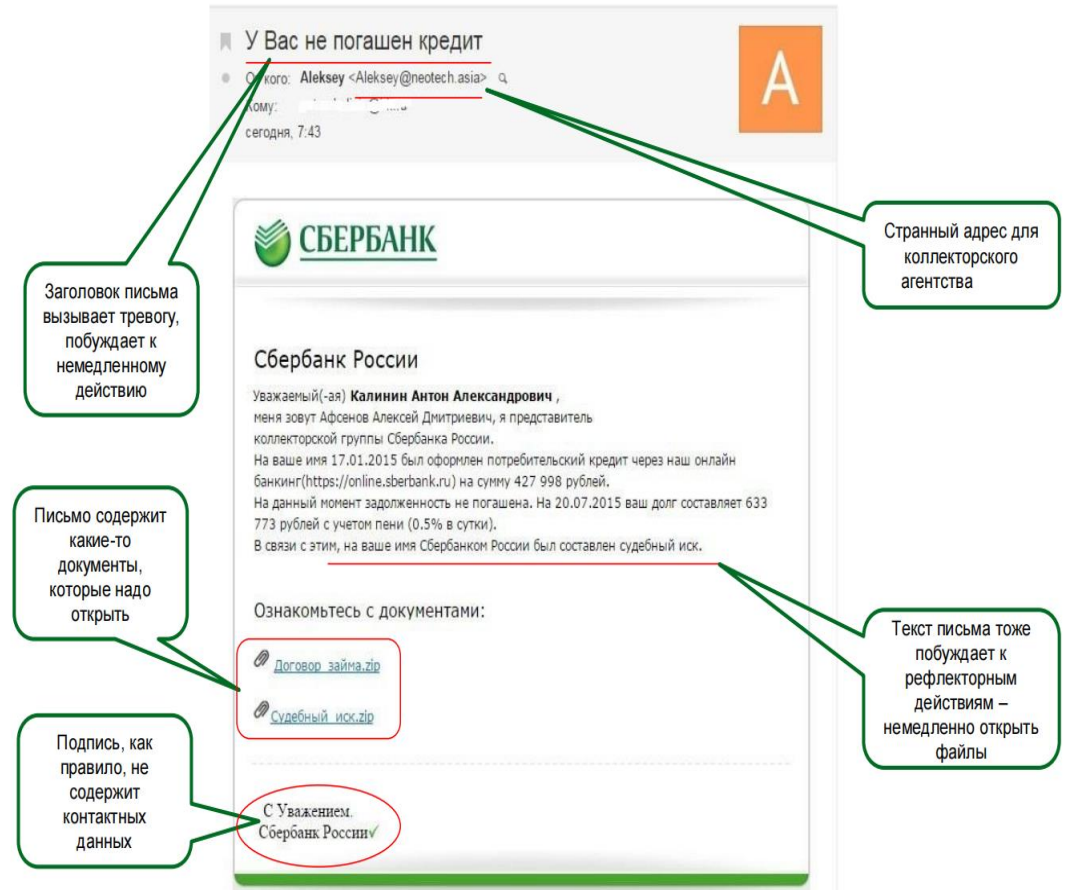 У Вас не погашен кредит
От кого: Aleksey <Aleksey@neotech.asia>
Кому:
сегодня, 7:43
А
СБЕРБАНК
Странный адрес для
коллекторского
агентства
Заголовок письма
вызывает тревогу,
побуждает к
немедленному
действию
Сбербанк России
Уважаемый(-ая) Калинин Антон Александрович ,
меня зовут Афсенов Алексей Дмитриевич, я представитель
коллекторской группы Сбербанка России.
На ваше имя 17.01.2015 был оформлен потребительский кредит через наш онлайн
банкинг(https://online.sberbank.ru) на сумму 427 998 рублей.
На данный момент задолженность не погашена. На 20.07.2015 ваш долг составляет 633
773 рублей с учетом пени (0.5% в сутки).
В связи с этим, на ваше имя Сбербанком России был составлен судебный иск.
Письмо содержит
какие-то
документы,
которые надо
открыть
Ознакомьтесь с документами:
Договор займа.zip
Судебный иск.zip
Текст письма тоже
побуждает к
рефлекторным
действиям –
немедленно открыть
файлы
Подпись, как
правило, не
содержит
контактных
данных
С Уважением.
Сбербанк России✓